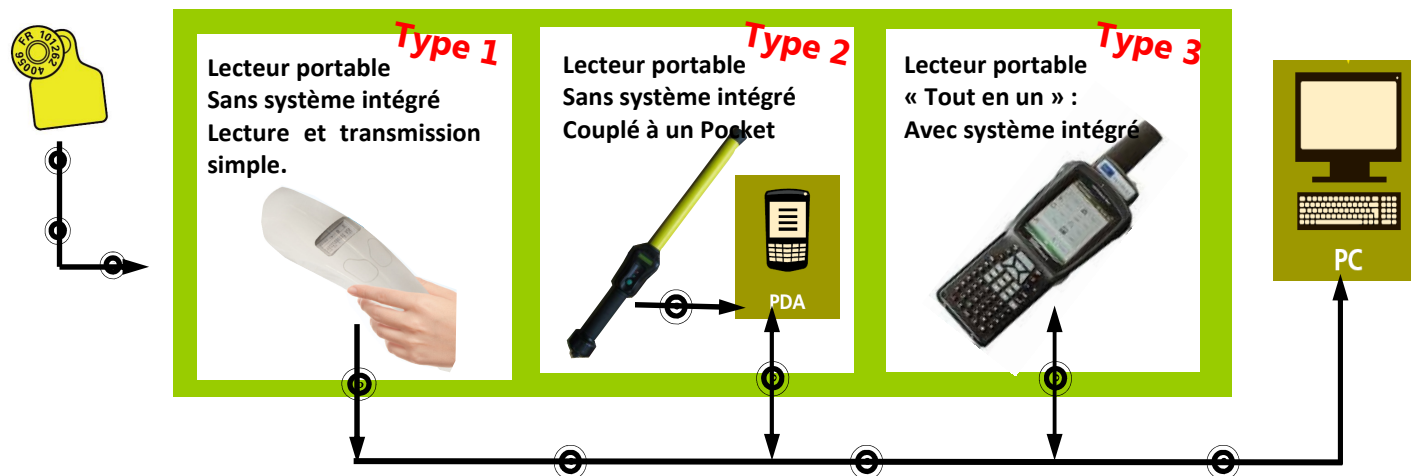 FR 101262
40056
Type 1
Lecteur portable
Sans système intégré
Lecture et transmission
simple.
Type 2
Lecteur portable
Sans système intégré
Couplé à un Pocket
PDA
Type 3
Lecteur portable
« Tout en un » :
Avec système intégré
PC